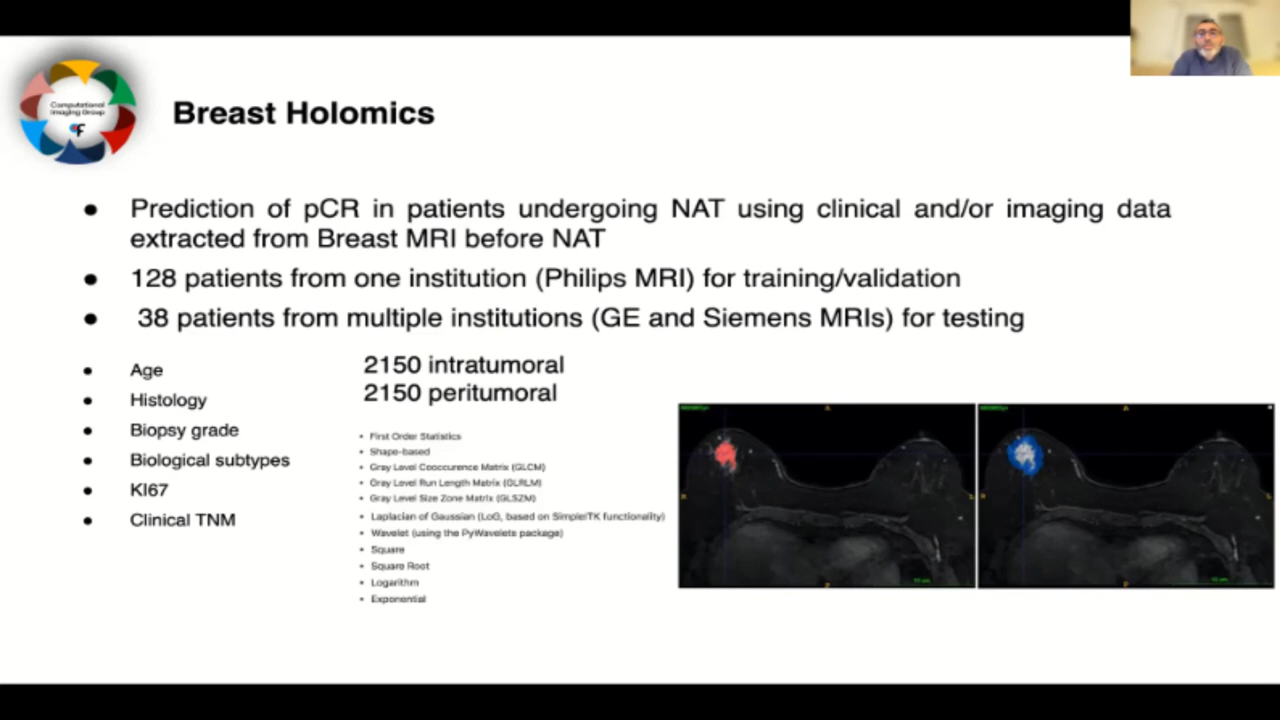 Computational
Imaging Group
Breast Holomics
● Prediction of pCR in patients undergoing NAT using clinical and/or imaging data
extracted from Breast MRI before NAT
● 128 patients from one institution (Philips MRI) for training/validation
● 38 patients from multiple institutions (GE and Siemens MRIs) for testing
● Age
● Histology
● Biopsy grade
● Biological subtypes
● KI67
● Clinical TNM
2150 intratumoral
2150 peritumoral
• First Order Statistics
• Shape-based
• Gray Level Cooccurence Matrix (GLCM)
• Gray Level Run Length Matrix (GLRLM)
• Gray Level Size Zone Matrix (GLSZM)
• Laplacian of Gaussian (LoG, based on SimpleITK functionality)
• Wavelet (using the PyWavelets package)
• Square
• Square Root
• Logarithm
• Exponential